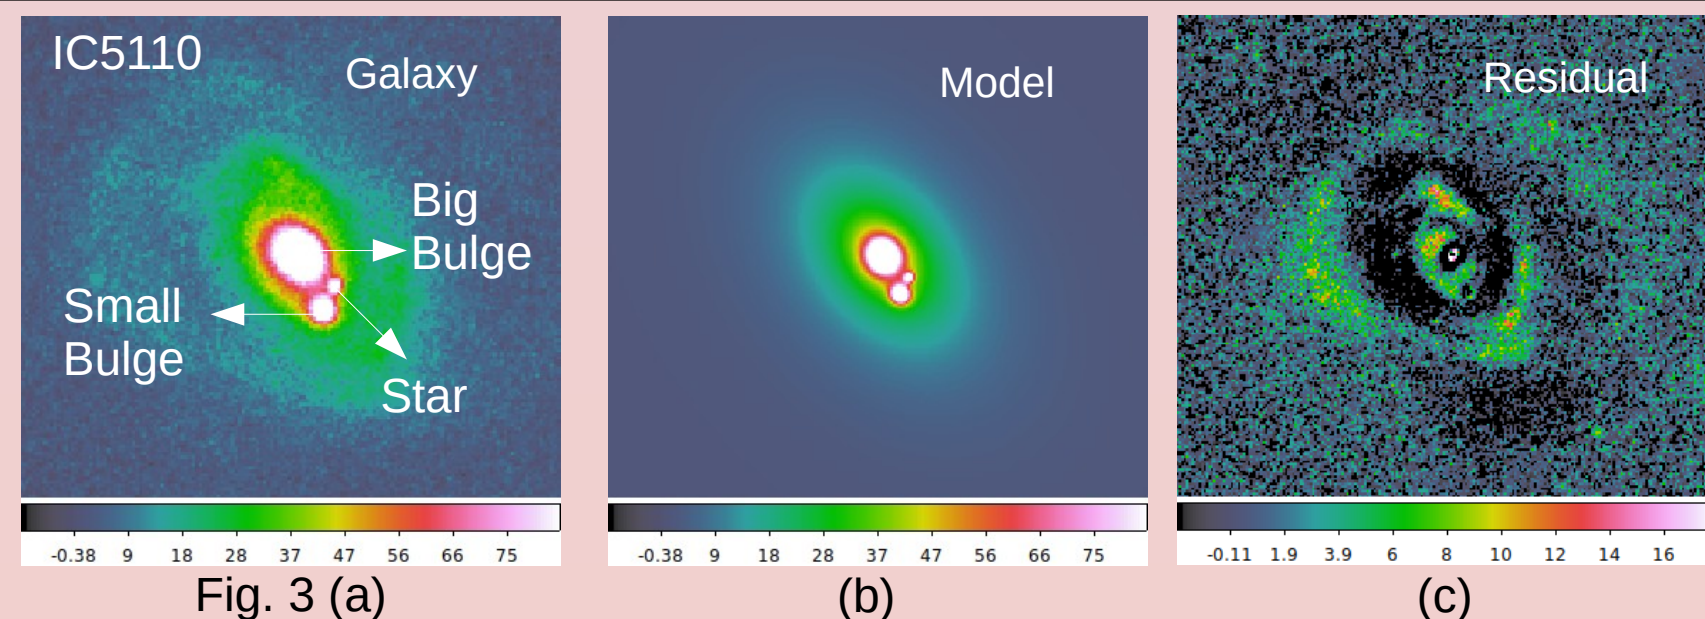 IC5110
Galaxy
Big
Bulge
Small
Bulge
Star
-0.38 9 18 28 37 47 56 66 75
Fig. 3 (a)
Model
-0.38 9 18 28 37 47 56 66 75
(b)
Residual
-0.11 1.9 3.9 6 8 10 12 14 16
(c)